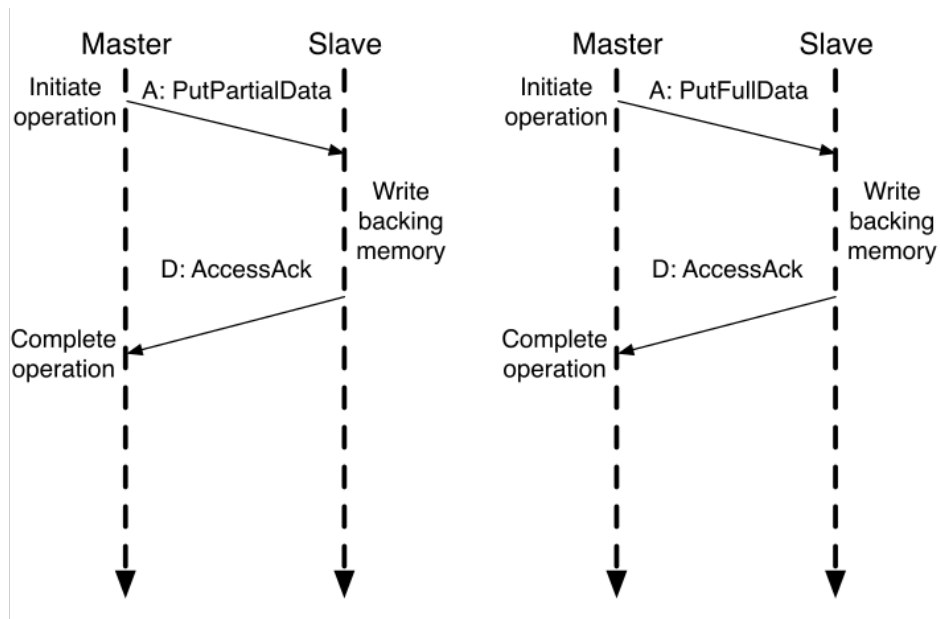 Master
Slave
Initiate
operation
A: PutPartialData
Write
backing
memory
D: AccessAck
Complete
operation
Master
Slave
Initiate
operation
A: PutFullData
Write
backing
memory
D: AccessAck
Complete
operation